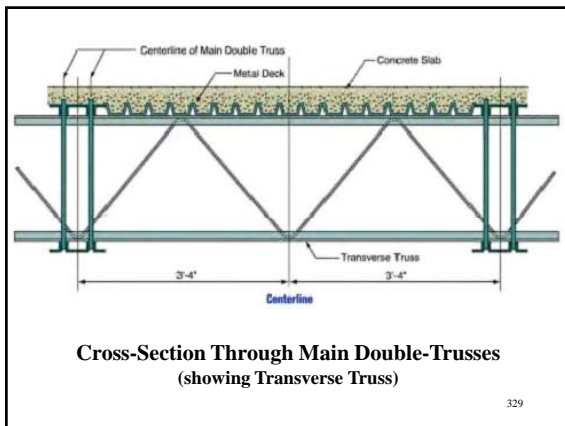 Centerline of Main Double Truss
Concrete Slab
Metal Deck
Transverse Truss
3'-4"
3'-4"
Centerline
Cross-Section Through Main Double-Trusses
(showing Transverse Truss)
329